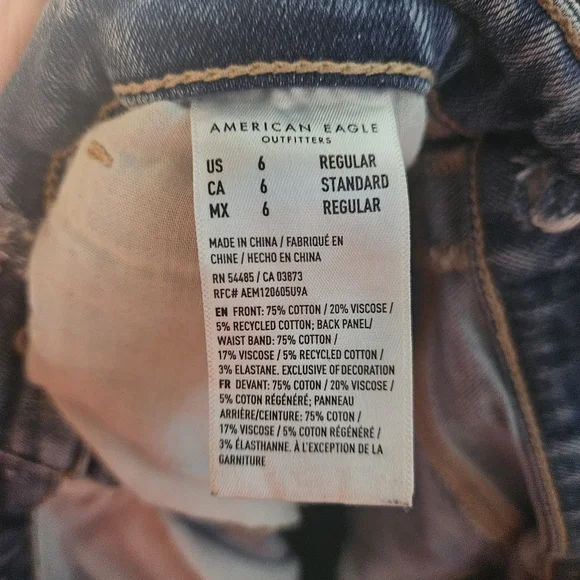 AMERICAN EAGLE
OUTFITTERS
US 6 REGULAR
CA 6 STANDARD
MX 6 REGULAR
MADE IN CHINA / FABRIQUÉ EN
CHINE / HECHO EN CHINA
RN 54485 / CA 03873
RFC# AEM120605U9A
EN FRONT: 75% COTTON / 20% VISCOSE /
5% RECYCLED COTTON; BACK PANEL/
WAIST BAND: 75% COTTON /
17% VISCOSE / 5% RECYCLED COTTON /
3% ELASTANE. EXCLUSIVE OF DECORATION
FR DEVANT: 75% COTON / 20% VISCOSE /
5% COTON RÉGÉNÉRÉ; PANNEAU
ARRIÈRE/CEINTURE: 75% COTON /
17% VISCOSE / 5% COTON RÉGÉNÉRÉ /
3% ÉLASTHANNE. À L'EXCEPTION DE LA
GARNITURE